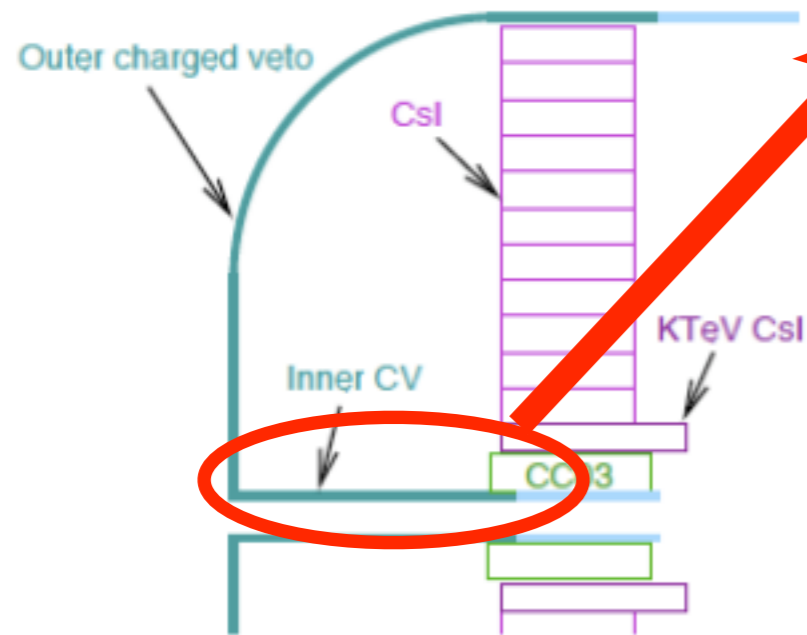 Outer charged veto
CsI
KTeV CsI
Inner CV
CC03